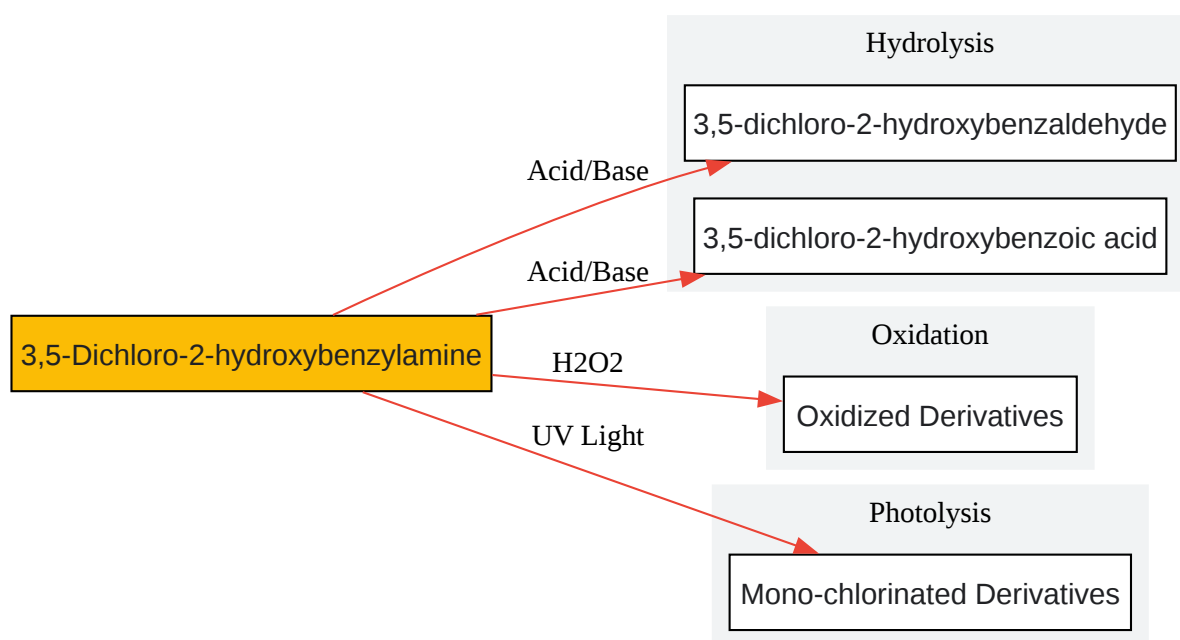 Hydrolysis
3,5-dichloro-2-hydroxybenzaldehyde
Acid/Base
3,5-dichloro-2-hydroxybenzoic acid
Acid/Base
3,5-Dichloro-2-hydroxybenzylamine
Oxidation
H2O2
Oxidized Derivatives
UV Light
Photolysis
Mono-chlorinated Derivatives